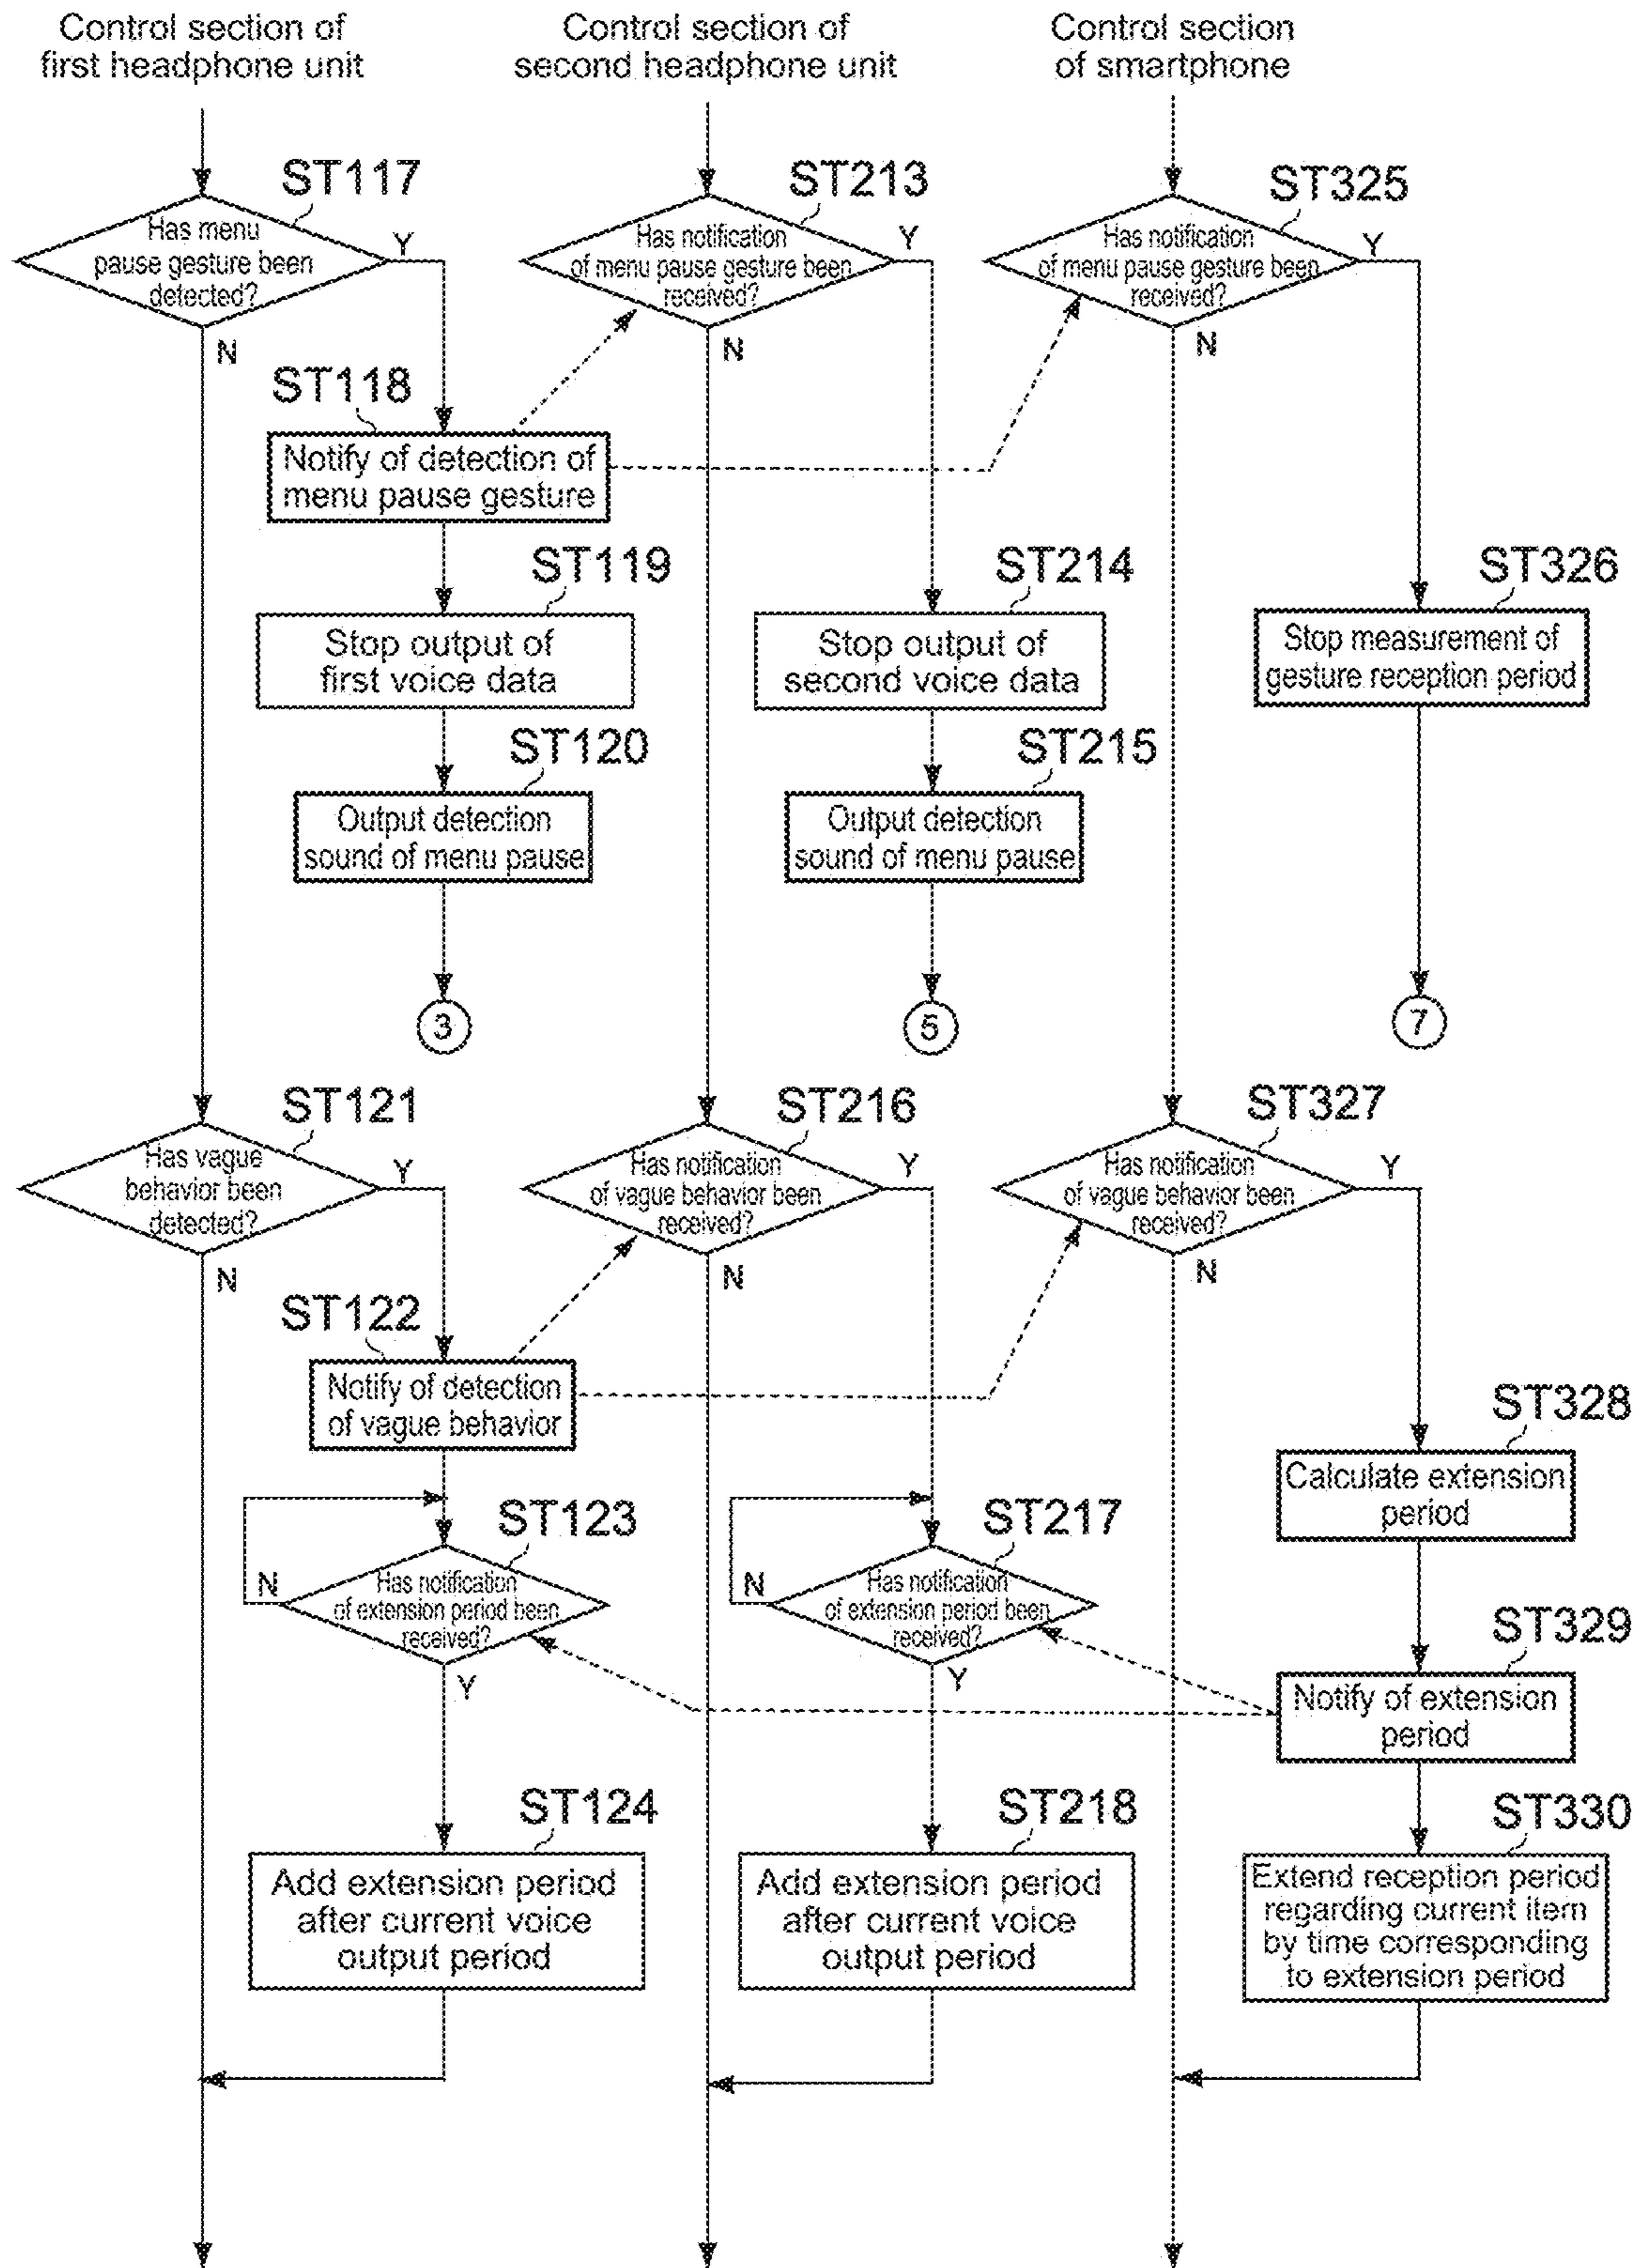 Control section of
first headphone unit
Control section of
second headphone unit
Control section
of smartphone
ST117
Has menu
pause gesture been
detected?
Y
N
ST213
Has notification
of menu pause gesture been
received?
Y
N
ST325
Has notification
of menu pause gesture been
received?
Y
N
ST118
Notify of detection of
menu pause gesture
ST119
Stop output of
first voice data
ST214
Stop output of
second voice data
ST326
Stop measurement of
gesture reception period
ST120
Output detection
sound of menu pause
ST215
Output detection
sound of menu pause
3
5
7
ST121
Has vague
behavior been
detected?
Y
N
ST216
Has notification
of vague behavior been
received?
Y
N
ST327
Has notification
of vague behavior been
received?
Y
N
ST122
Notify of detection
of vague behavior
ST328
Calculate extension
period
ST123
Has notification
of extension period been
received?
N
Y
ST217
Has notification
of extension period been
received?
N
Y
ST329
Notify of extension
period
ST124
Add extension period
after current voice
output period
ST218
Add extension period
after current voice
output period
ST330
Extend reception period
regarding current item
by time corresponding
to extension period